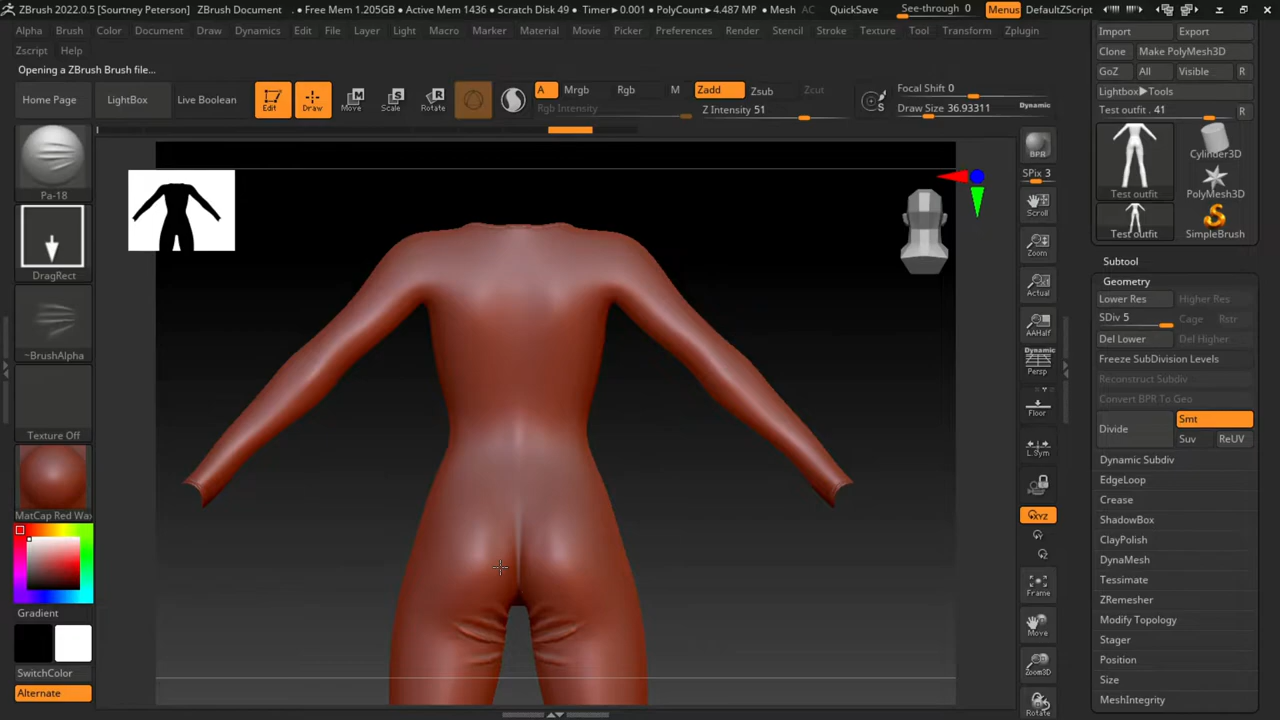 ZBrush 2022.0.5 [Sourtney Peterson] ZBrush Document . • Free Mem 1.205GB • Active Mem 1436 • Scratch Disk 49 • Timer▶0.001 • PolyCount▶4.487 MP • Mesh AC QuickSave See-through 0 Menus DefaultZScript
Alpha Brush Color Document Draw Dynamics Edit File Layer Light Macro Marker Material Movie Picker Preferences Render Stencil Stroke Texture Tool Transform Zplugin
Zscript Help
Opening a ZBrush Brush file...
Home Page LightBox Live Boolean
Edit Draw Move Scale Rotate
A Mrgb Rgb M Zadd Zsub Zcut
Rgb Intensity Z Intensity 51
Focal Shift 0
Draw Size 36.93311 Dynamic
S
Pa-18
DragRect
~BrushAlpha
Texture Off
MatCap Red Wa
Gradient
SwitchColor
Alternate
BPR
SPix 3
Scroll
Zoom
Actual
AAHalf
Dynamic
Persp
Floor
L.Sym
XYZ
Frame
Move
Zoom3D
Rotate
Import Export
Clone Make PolyMesh3D
GoZ All Visible R
Lightbox▶Tools
Test outfit . 41 R
Test outfit Cylinder3D
PolyMesh3D
Test outfit SimpleBrush
Subtool
Geometry
Lower Res Higher Res
SDiv 5 Cage Rstr
Del Lower Del Higher
Freeze SubDivision Levels
Reconstruct Subdiv
Convert BPR To Geo
Divide Smt
Suv ReUV
Dynamic Subdiv
EdgeLoop
Crease
ShadowBox
ClayPolish
DynaMesh
Tessimate
ZRemesher
Modify Topology
Stager
Position
Size
MeshIntegrity